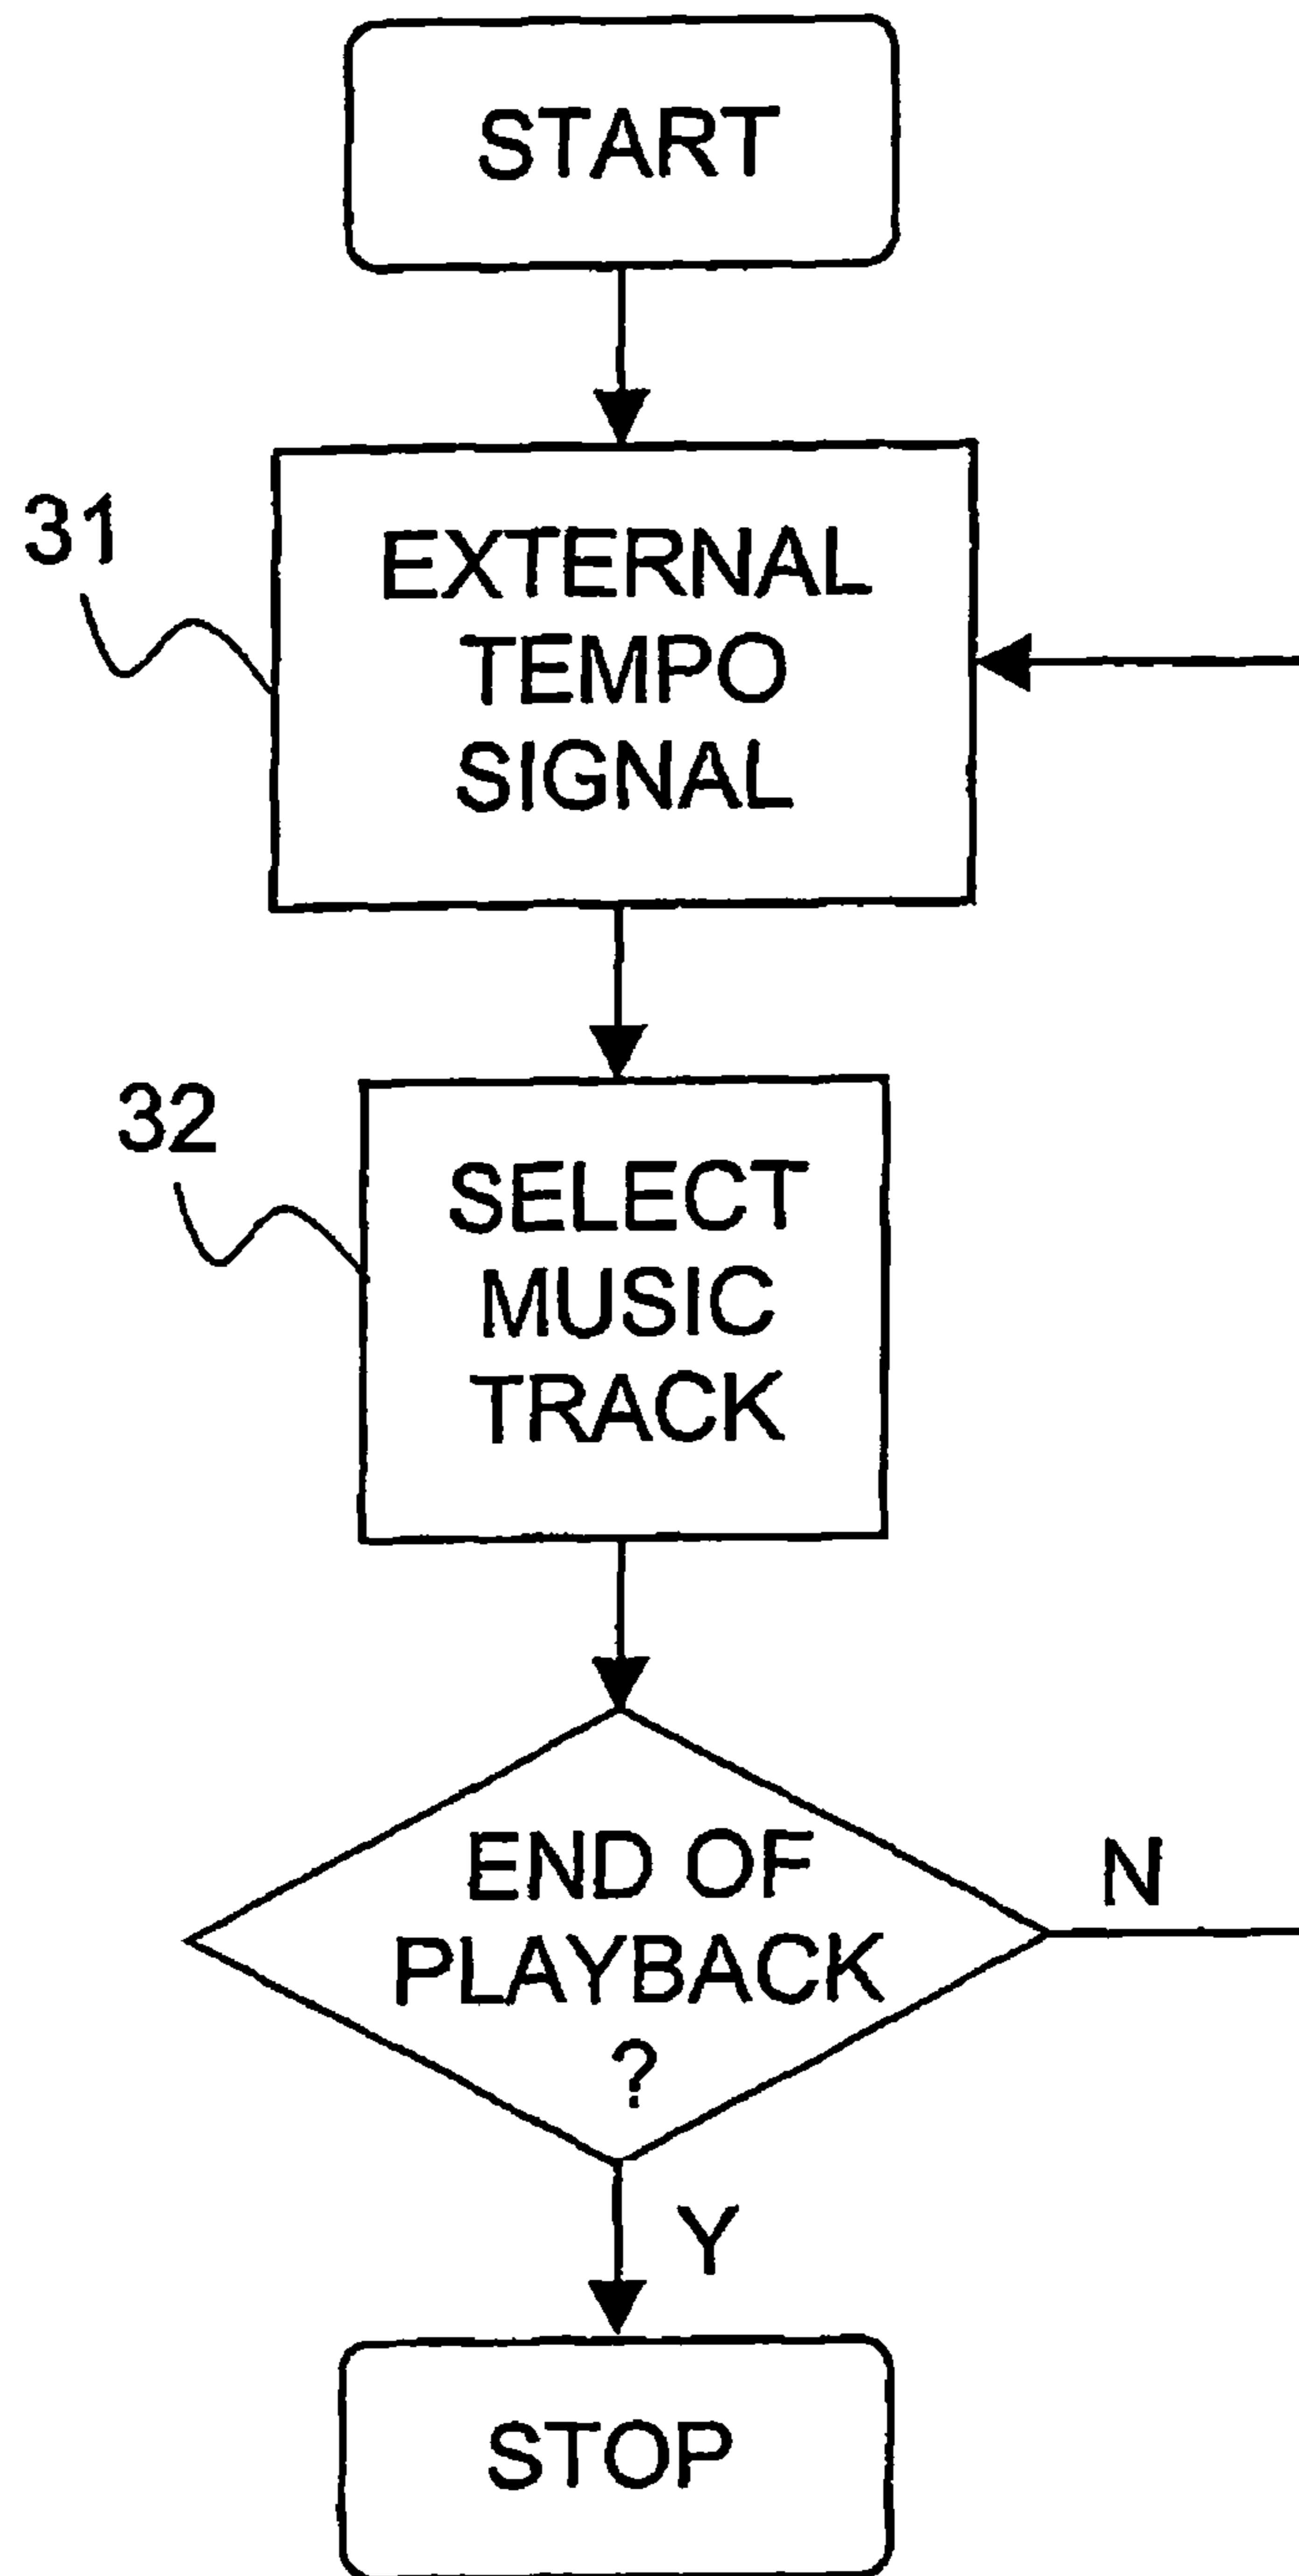 START
31
EXTERNAL
TEMPO
SIGNAL
32
SELECT
MUSIC
TRACK
END OF
PLAYBACK
?
N
Y
STOP